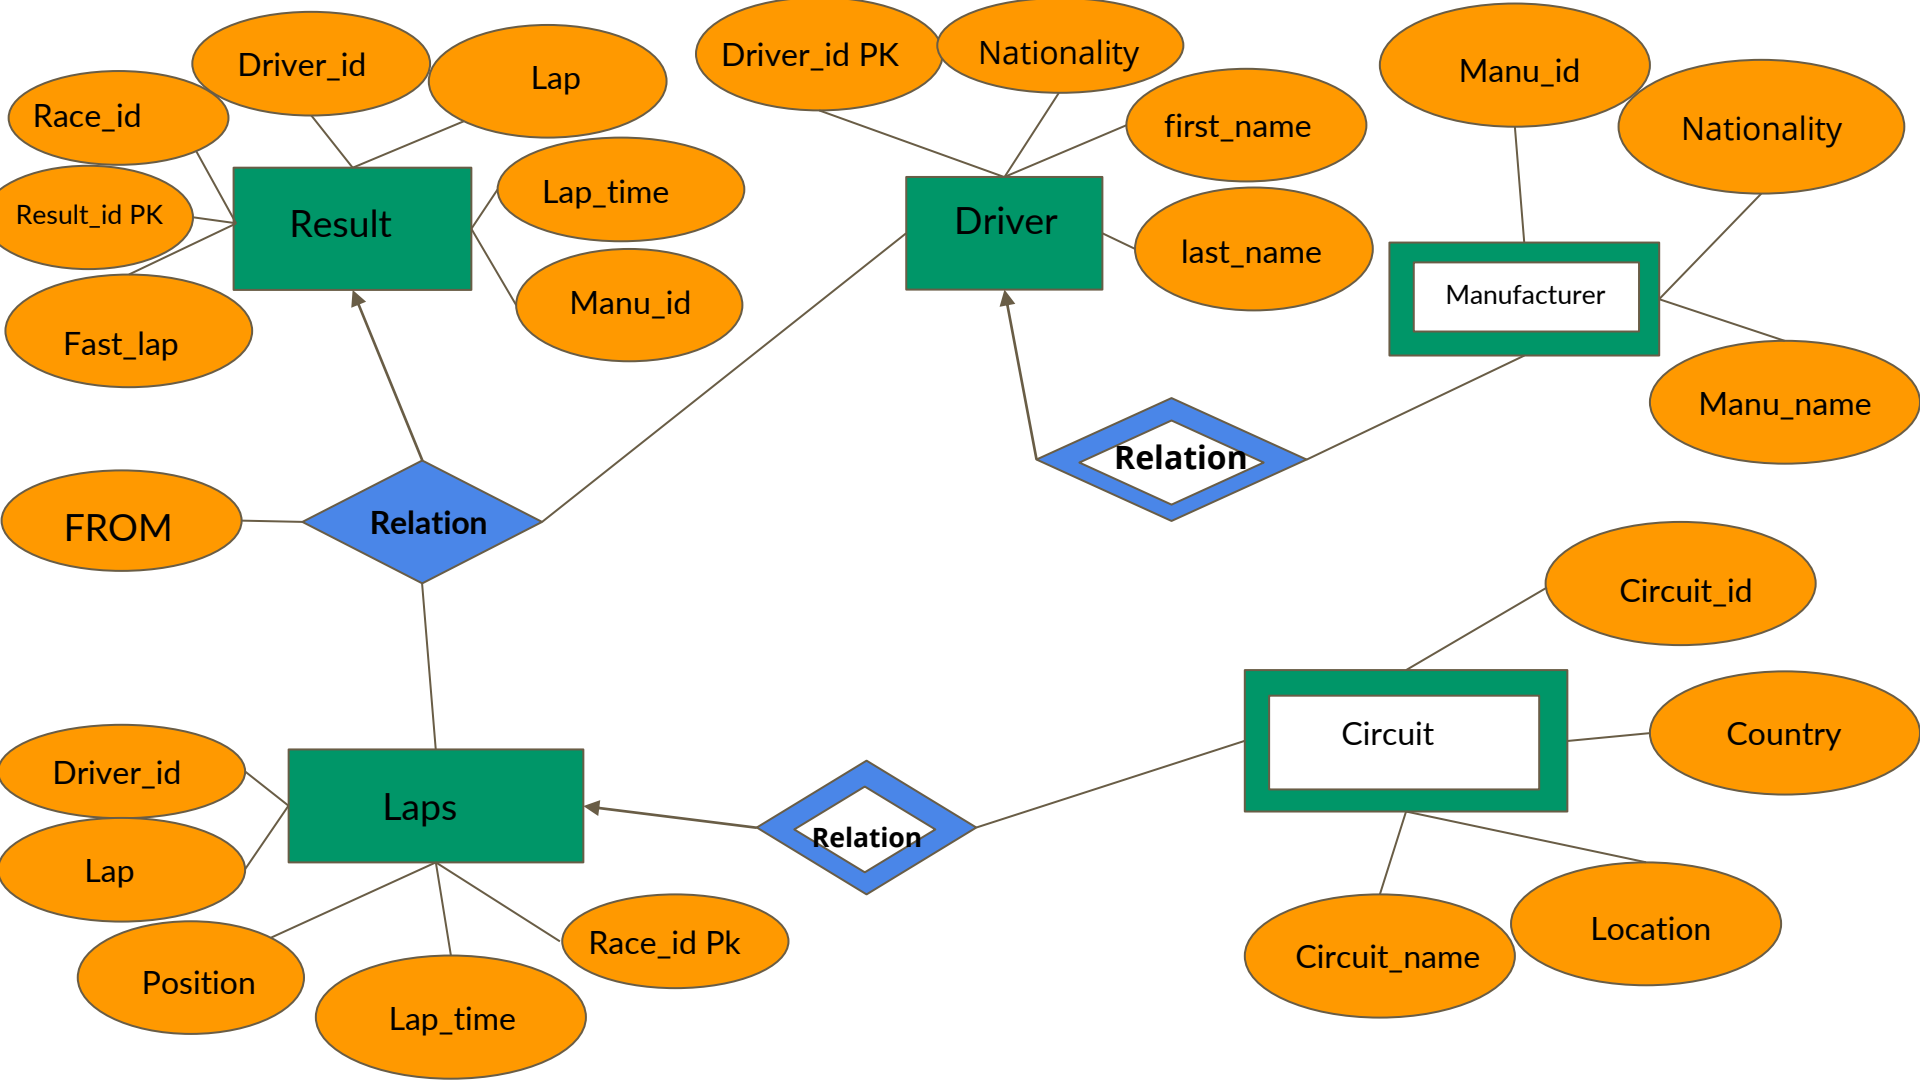 Driver_id
Lap
Race_id
Result_id PK
Result
Lap_time
Manu_id
Fast_lap
Driver_id PK
Nationality
first_name
Driver
last_name
Manu_id
Nationality
Manufacturer
Manu_name
Relation
FROM
Relation
Circuit_id
Circuit
Country
Circuit_name
Location
Driver_id
Laps
Lap
Relation
Position
Lap_time
Race_id Pk